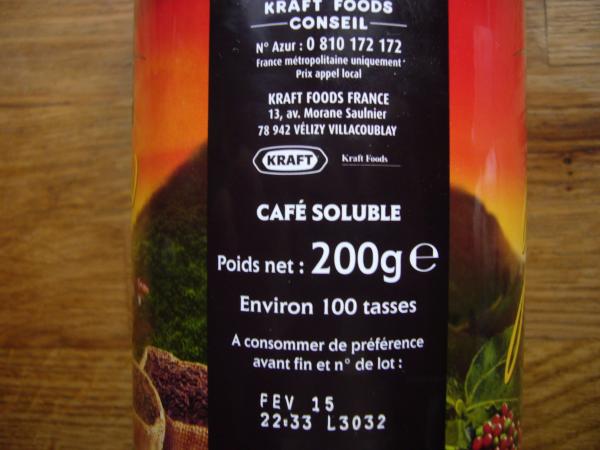 KRAFT FOODS
CONSEIL
N° Azur : 0 810 172 172
France métropolitaine uniquement
Prix appel local
KRAFT FOODS FRANCE
13, av. Morane Saulnier
78 942 VÉLIZY VILLACOUBLAY
KRAFT Kraft Foods
CAFÉ SOLUBLE
Poids net : 200g e
Environ 100 tasses
A consommer de préférence
avant fin et n° de lot :
FEV 15
22:33 L3032